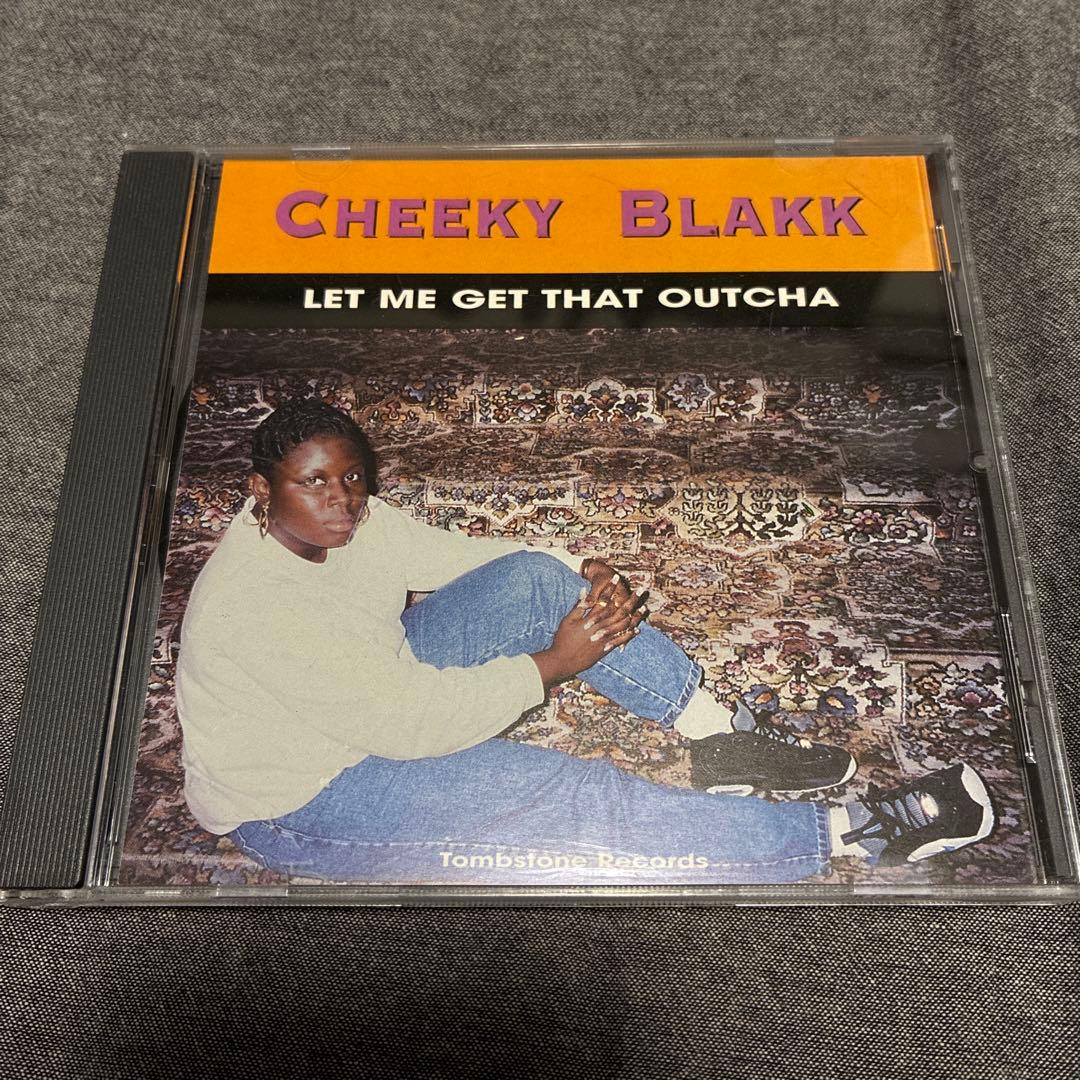 CHEEKY BLAKK
LET ME GET THAT OUTCHA
Tombstone Records